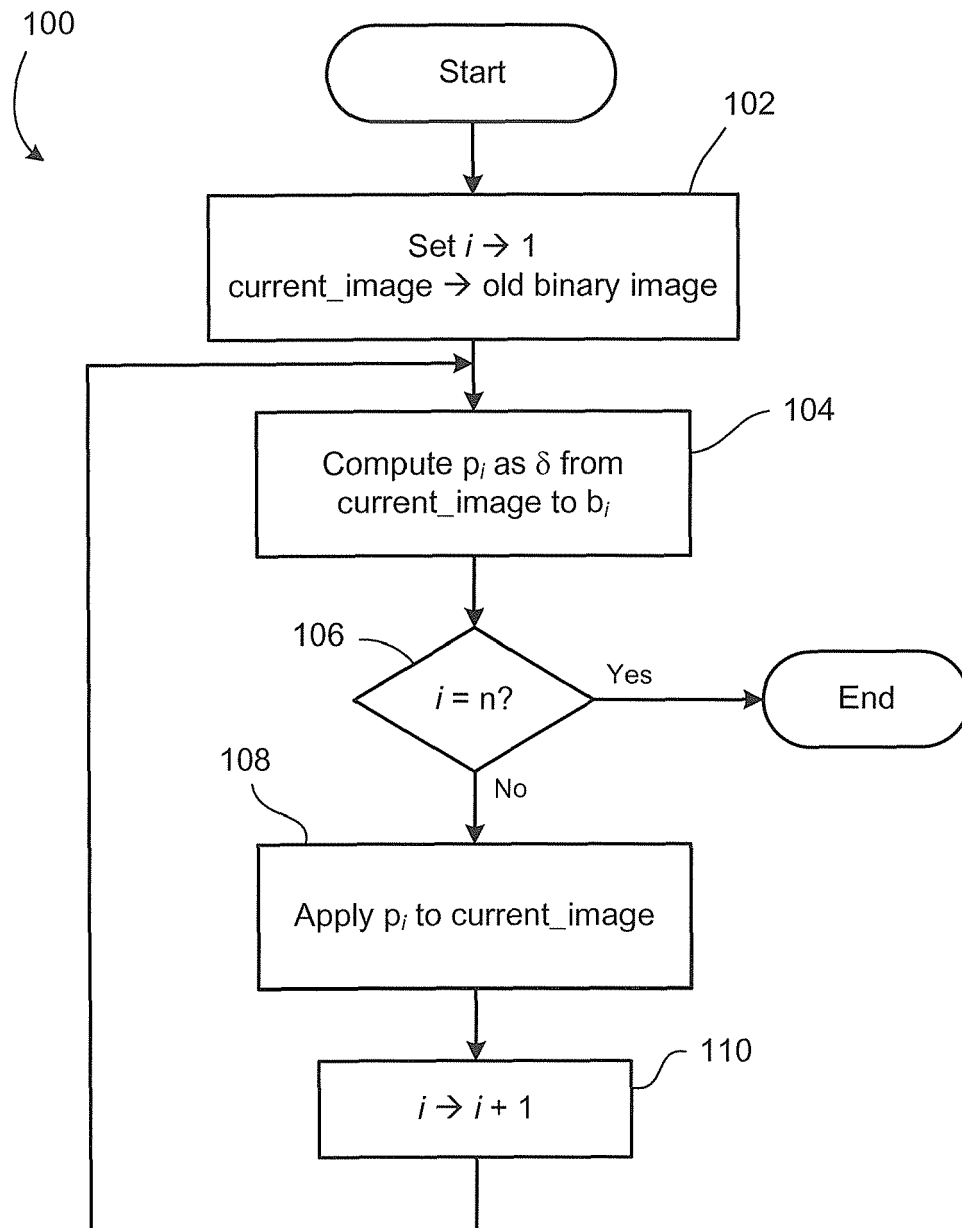 100
Start
102
Set i → 1
current_image → old binary image
104
Compute pᵢ as δ from
current_image to bᵢ
106
i = n?
Yes
End
108
No
Apply pᵢ to current_image
110
i → i + 1